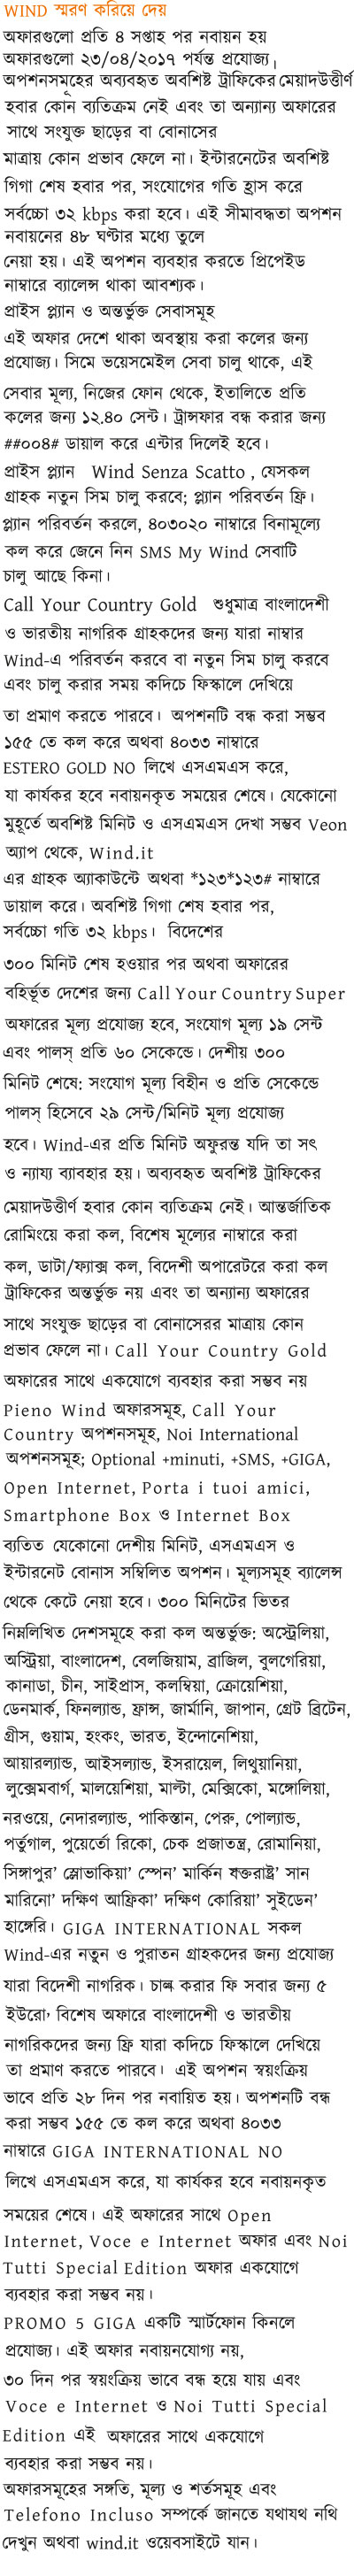 WIND স্মরণ করিয়ে দেয়
অফারগুলো প্রতি ৪ সপ্তাহ পর নবায়ন হয়
অফারগুলো ২৩/০৪/২০১৭ পর্যন্ত প্রযোজ্য।
অপশনসমূহের অব্যবহৃত অবশিষ্ট ট্রাফিকের মেয়াদউত্তীর্ণ
হবার কোন ব্যতিক্রম নেই এবং তা অন্যান্য অফারের
সাথে সংযুক্ত ছাড়ের বা বোনাসের
মাত্রায় কোন প্রভাব ফেলে না। ইন্টারনেটের অবশিষ্ট
গিগা শেষ হবার পর, সংযোগের গতি হ্রাস করে
সর্বচ্চো ৩২ kbps করা হবে। এই সীমাবদ্ধতা অপশন
নবায়নের ৪৮ ঘণ্টার মধ্যে তুলে
নেয়া হয়। এই অপশন ব্যবহার করতে প্রিপেইড
নাম্বারে ব্যালেন্স থাকা আবশ্যক।
প্রাইস প্ল্যান ও অন্তর্ভুক্ত সেবাসমূহ
এই অফার দেশে থাকা অবস্থায় করা কলের জন্য
প্রযোজ্য। সিমে ভয়েসমেইল সেবা চালু থাকে, এই
সেবার মূল্য, নিজের ফোন থেকে, ইতালিতে প্রতি
কলের জন্য ১২.৪০ সেন্ট। ট্রান্সফার বন্ধ করার জন্য
##০০৪# ডায়াল করে এন্টার দিলেই হবে।
প্রাইস প্ল্যান Wind Senza Scatto , যেসকল
গ্রাহক নতুন সিম চালু করবে; প্ল্যান পরিবর্তন ফ্রি।
প্ল্যান পরিবর্তন করলে, ৪০৩০২০ নাম্বারে বিনামূল্যে
কল করে জেনে নিন SMS My Wind সেবাটি
চালু আছে কিনা।
Call Your Country Gold শুধুমাত্র বাংলাদেশী
ও ভারতীয় নাগরিক গ্রাহকদের জন্য যারা নাম্বার
Wind-এ পরিবর্তন করবে বা নতুন সিম চালু করবে
এবং চালু করার সময় কদিচে ফিস্কালে দেখিয়ে
তা প্রমাণ করতে পারবে। অপশনটি বন্ধ করা সম্ভব
১৫৫ তে কল করে অথবা ৪০৩৩ নাম্বারে
ESTERO GOLD NO লিখে এসএমএস করে,
যা কার্যকর হবে নবায়নকৃত সময়ের শেষে। যেকোনো
মুহূর্তে অবশিষ্ট মিনিট ও এসএমএস দেখা সম্ভব Veon
অ্যাপ থেকে, Wind.it
এর গ্রাহক অ্যাকাউন্টে অথবা *১২৩*১২৩# নাম্বারে
ডায়াল করে। অবশিষ্ট গিগা শেষ হবার পর,
সর্বচ্চো গতি ৩২ kbps। বিদেশের
৩০০ মিনিট শেষ হওয়ার পর অথবা অফারের
বহির্ভূত দেশের জন্য Call Your Country Super
অফারের মূল্য প্রযোজ্য হবে, সংযোগ মূল্য ১৯ সেন্ট
এবং পালস্ প্রতি ৬০ সেকেন্ডে। দেশীয় ৩০০
মিনিট শেষে: সংযোগ মূল্য বিহীন ও প্রতি সেকেন্ডে
পালস্ হিসেবে ২৯ সেন্ট/মিনিট মূল্য প্রযোজ্য
হবে। Wind-এর প্রতি মিনিট অফুরন্ত যদি তা সৎ
ও ন্যায্য ব্যাবহার হয়। অব্যবহৃত অবশিষ্ট ট্রাফিকের
মেয়াদউত্তীর্ণ হবার কোন ব্যতিক্রম নেই। আন্তর্জাতিক
রোমিংয়ে করা কল, বিশেষ মূল্যের নাম্বারে করা
কল, ডাটা/ফ্যাক্স কল, বিদেশী অপারেটরে করা কল
ট্রাফিকের অন্তর্ভুক্ত নয় এবং তা অন্যান্য অফারের
সাথে সংযুক্ত ছাড়ের বা বোনাসেরর মাত্রায় কোন
প্রভাব ফেলে না। Call Your Country Gold
অফারের সাথে একযোগে ব্যবহার করা সম্ভব নয়
Pieno Wind অফারসমূহ, Call Your
Country অপশনসমূহ, Noi International
অপশনসমূহ; Optional +minuti, +SMS, +GIGA,
Open Internet, Porta i tuoi amici,
Smartphone Box ও Internet Box
ব্যতিত যেকোনো দেশীয় মিনিট, এসএমএস ও
ইন্টারনেট বোনাস সম্বিলিত অপশন। মূল্যসমূহ ব্যালেন্স
থেকে কেটে নেয়া হবে। ৩০০ মিনিটের ভিতর
নিম্নলিখিত দেশসমূহে করা কল অন্তর্ভুক্ত: অস্ট্রেলিয়া,
অস্ট্রিয়া, বাংলাদেশ, বেলজিয়াম, ব্রাজিল, বুলগেরিয়া,
কানাডা, চীন, সাইপ্রাস, কলম্বিয়া, ক্রোয়েশিয়া,
ডেনমার্ক, ফিনল্যান্ড, ফ্রান্স, জার্মানি, জাপান, গ্রেট ব্রিটেন,
গ্রীস, গুয়াম, হংকং, ভারত, ইন্দোনেশিয়া,
আয়ারল্যান্ড, আইসল্যান্ড, ইসরায়েল, লিথুয়ানিয়া,
লুক্সেমবার্গ, মালয়েশিয়া, মাল্টা, মেক্সিকো, মঙ্গোলিয়া,
নরওয়ে, নেদারল্যান্ড, পাকিস্তান, পেরু, পোল্যান্ড,
পর্তুগাল, পুয়ের্তো রিকো, চেক প্রজাতন্ত্র, রোমানিয়া,
সিঙ্গাপুর’ স্লোভাকিয়া’ স্পেন’ মার্কিন যুক্তরাষ্ট্র’ সান
মারিনো’ দক্ষিণ আফ্রিকা’ দক্ষিণ কোরিয়া’ সুইডেন’
হাঙ্গেরি। GIGA INTERNATIONAL সকল
Wind-এর নতুন ও পুরাতন গ্রাহকদের জন্য প্রযোজ্য
যারা বিদেশী নাগরিক। চালু করার ফি সবার জন্য ৫
ইউরো’ বিশেষ অফারে বাংলাদেশী ও ভারতীয়
নাগরিকদের জন্য ফ্রি যারা কদিচে ফিস্কালে দেখিয়ে
তা প্রমাণ করতে পারবে। এই অপশন স্বয়ংক্রিয়
ভাবে প্রতি ২৮ দিন পর নবায়িত হয়। অপশনটি বন্ধ
করা সম্ভব ১৫৫ তে কল করে অথবা ৪০৩৩
নাম্বারে GIGA INTERNATIONAL NO
লিখে এসএমএস করে, যা কার্যকর হবে নবায়নকৃত
সময়ের শেষে। এই অফারের সাথে Open
Internet, Voce e Internet অফার এবং Noi
Tutti Special Edition অফার একযোগে
ব্যবহার করা সম্ভব নয়।
PROMO 5 GIGA একটি স্মার্টফোন কিনলে
প্রযোজ্য। এই অফার নবায়নযোগ্য নয়,
৩০ দিন পর স্বয়ংক্রিয় ভাবে বন্ধ হয়ে যায় এবং
Voce e Internet ও Noi Tutti Special
Edition এই অফারের সাথে একযোগে
ব্যবহার করা সম্ভব নয়।
অফারসমূহের সঙ্গতি, মূল্য ও শর্তসমূহ এবং
Telefono Incluso সম্পর্কে জানতে যথাযথ নথি
দেখুন অথবা wind.it ওয়েবসাইটে যান।